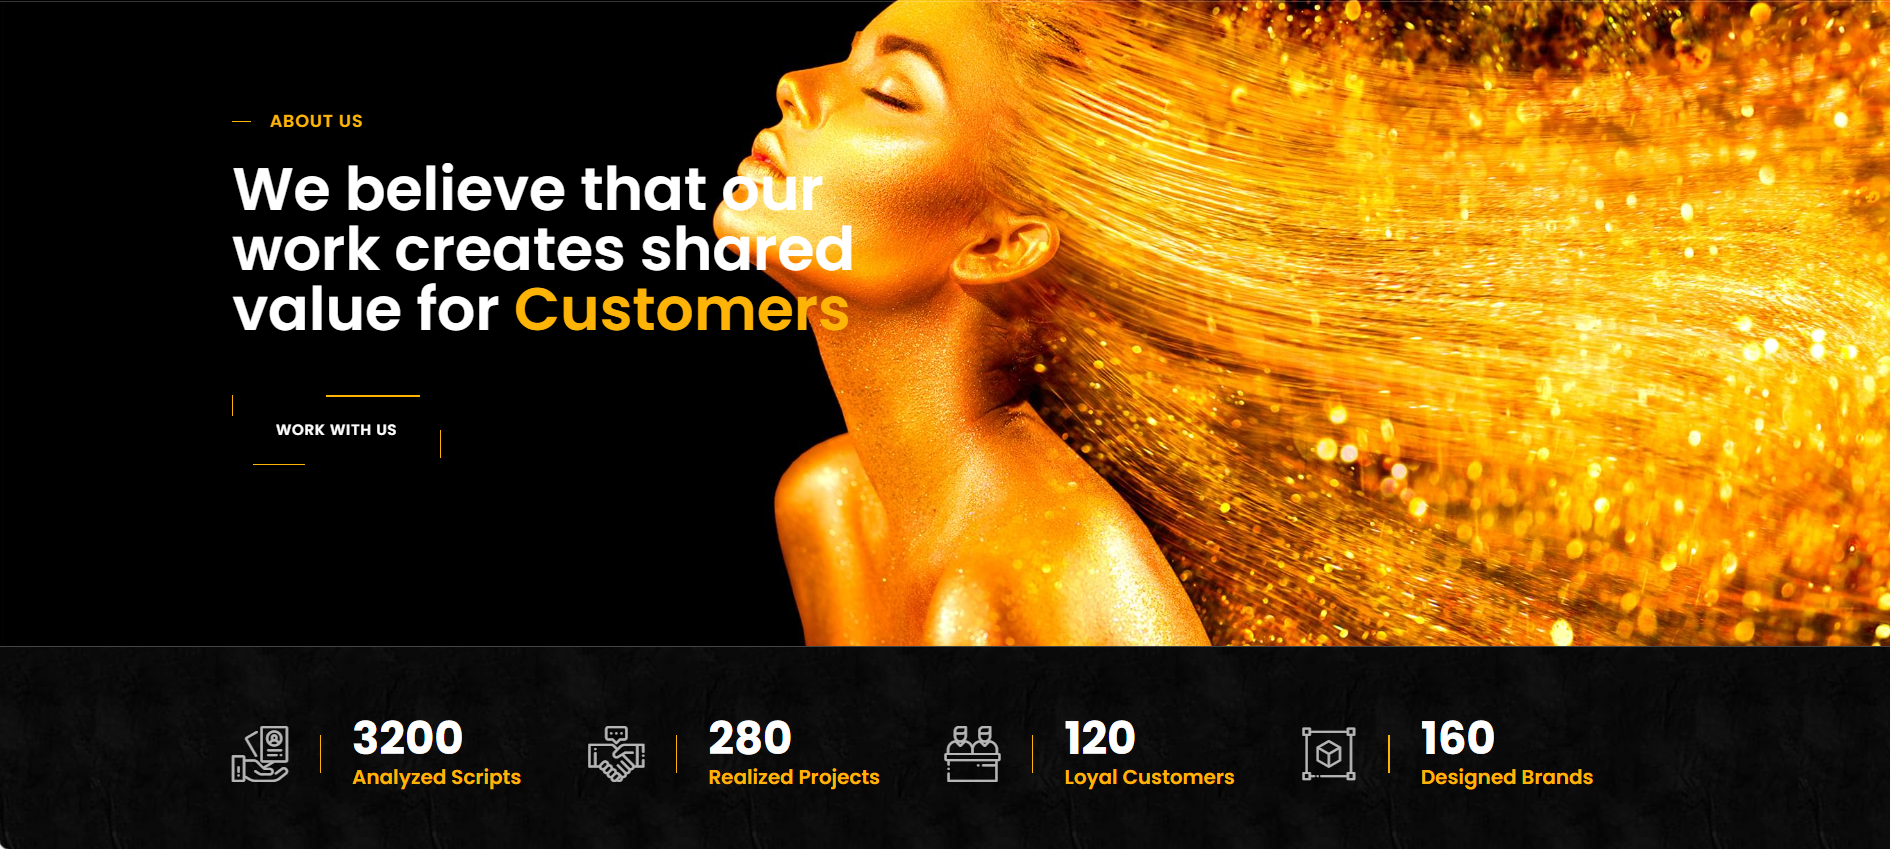 ABOUT US
We believe that our
work creates shared
value for Customers
WORK WITH US
3200
Analyzed Scripts
280
Realized Projects
120
Loyal Customers
160
Designed Brands